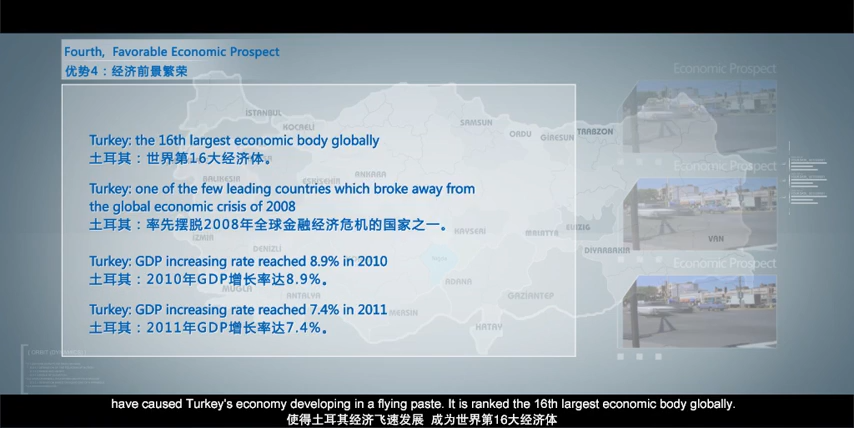 Fourth, Favorable Economic Prospect
优势4：经济前景繁荣
Economic Prospect
ISTANBUL
KOCAELI
SAMSUN
ORDU
GIRESUN
TRABZON
Turkey: the 16th largest economic body globally
土耳其：世界第16大经济体。
Economic Prospect
BALIKESIR
ESKISEHIR
ANKARA
Turkey: one of the few leading countries which broke away from
the global economic crisis of 2008
土耳其：率先摆脱2008年全球金融经济危机的国家之一。
KAYSERI
MALATYA
ELAZIG
IZMIR
DENIZLI
DIYARBAKIR
VAN
Turkey: GDP increasing rate reached 8.9% in 2010
土耳其：2010年GDP增长率达8.9%。
Economic Prospect
MUGLA
ANTALYA
ADANA
GAZIANTEP
Turkey: GDP increasing rate reached 7.4% in 2011
土耳其：2011年GDP增长率达7.4%。
MERSIN
HATAY
have caused Turkey's economy developing in a flying paste. It is ranked the 16th largest economic body globally.
使得土耳其经济飞速发展 成为世界第16大经济体